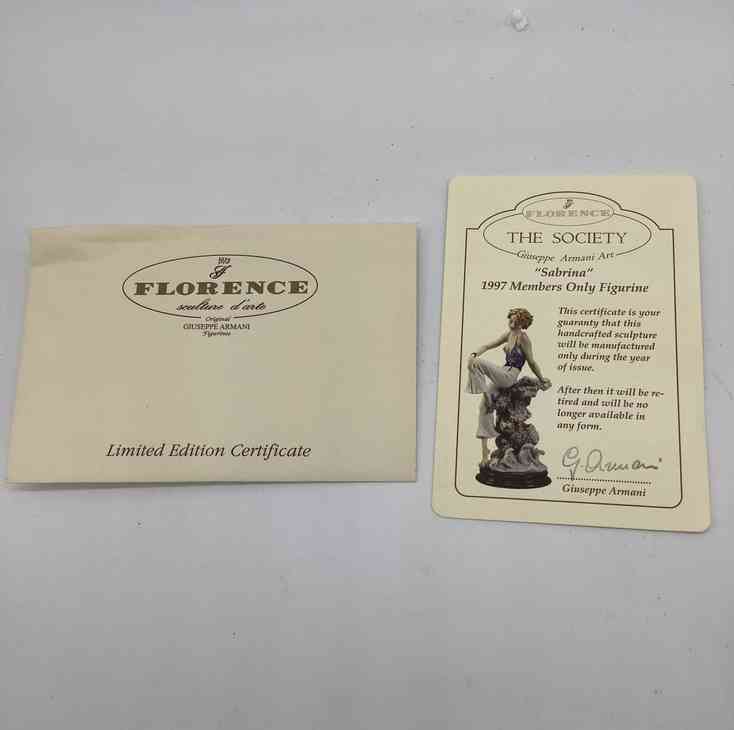 1973
FLORENCE
sculture d'arte
Original
GIUSEPPE ARMANI
Figurines
Limited Edition Certificate
FLORENCE
THE SOCIETY
Giuseppe Armani Art
"Sabrina"
1997 Members Only Figurine
This certificate is your
guaranty that this
handcrafted sculpture
will be manufactured
only during the year
of issue.
After then it will be re-
tired and will be no
longer available in
any form.
G. Armani
Giuseppe Armani